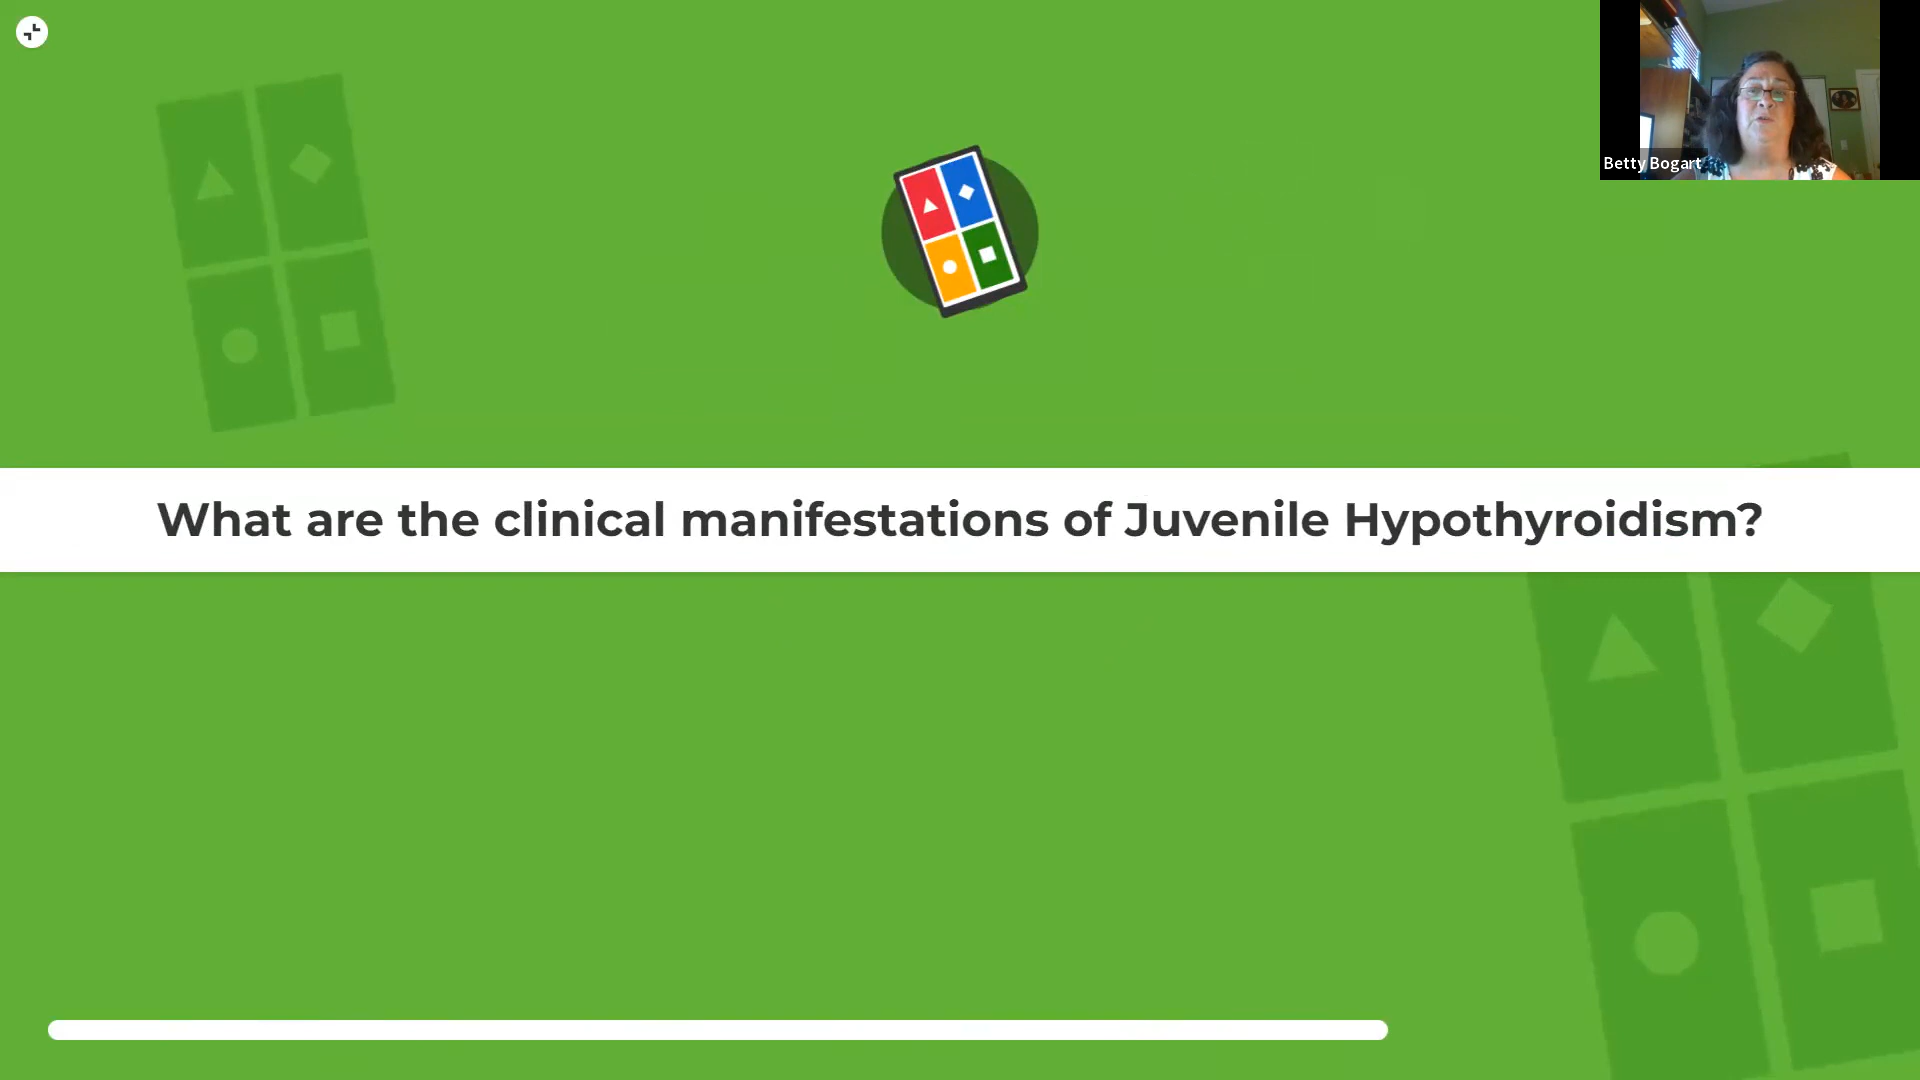 Betty Bogart
What are the clinical manifestations of Juvenile Hypothyroidism?